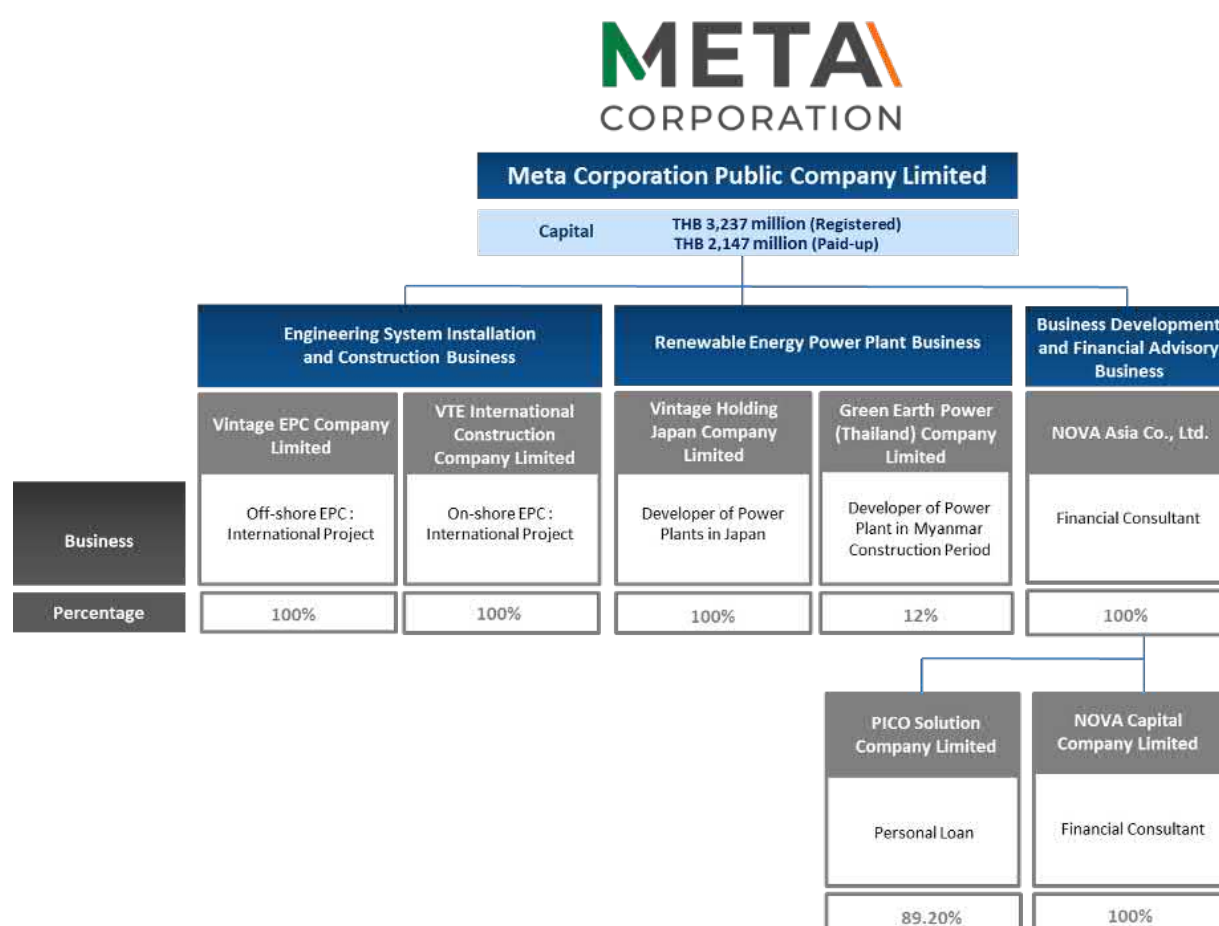 META
CORPORATION
Meta Corporation Public Company Limited
Capital
THB 3,237 million (Registered)
THB 2,147 million (Paid-up)
Engineering System Installation
and Construction Business
Renewable Energy Power Plant Business
Business Development
and Financial Advisory
Business
Vintage EPC Company
Limited
VTE International
Construction
Company Limited
Vintage Holding
Japan Company
Limited
Green Earth Power
(Thailand) Company
Limited
NOVA Asia Co., Ltd.
Business
Off-shore EPC :
International Project
On-shore EPC :
International Project
Developer of Power
Plants in Japan
Developer of Power
Plant in Myanmar
Construction Period
Financial Consultant
Percentage
100%
100%
100%
12%
100%
PICO Solution
Company Limited
NOVA Capital
Company Limited
Personal Loan
Financial Consultant
89.20%
100%